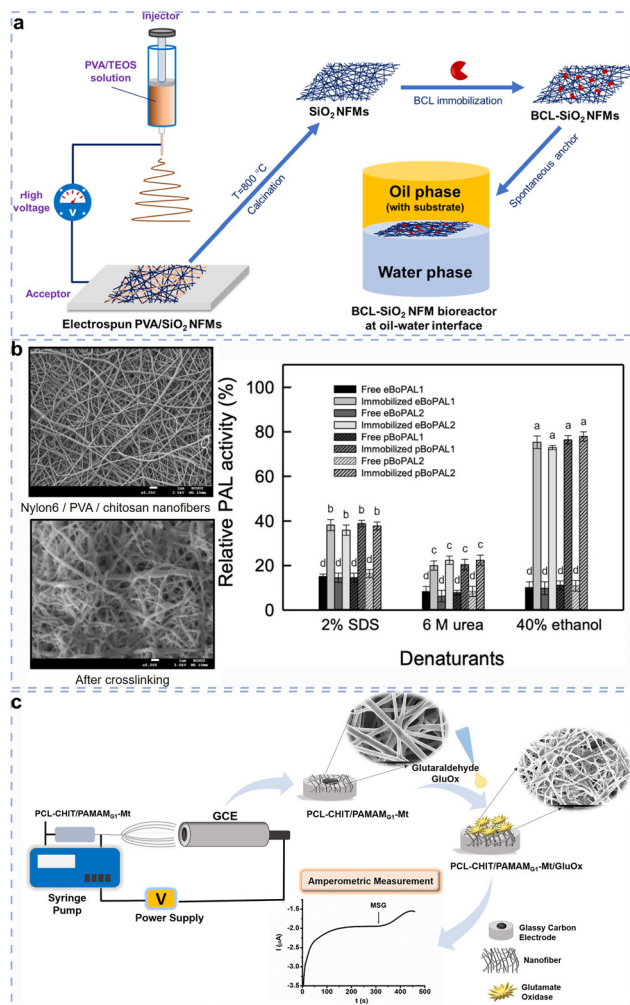 a
Injector
PVA/TEOS
solution
High
voltage
V
Acceptor
Electrospun PVA/SiO₂ NFMs
T=800 °C
Calcination
SiO₂ NFMs
BCL immobilization
BCL-SiO₂ NFMs
Spontaneous anchor
Oil phase
(with substrate)
Water phase
BCL-SiO₂ NFM bioreactor
at oil-water interface
b
Nylon6 / PVA / chitosan nanofibers
After crosslinking
Relative PAL activity (%)
100
80
60
40
20
0
Free eBoPAL1
Immobilized eBoPAL1
Free eBoPAL2
Immobilized eBoPAL2
Free pBoPAL1
Immobilized pBoPAL1
Free pBoPAL2
Immobilized pBoPAL2
d b d b d b d b
d c d c d c d c
d a d a d a d a
2% SDS 6 M urea 40% ethanol
Denaturants
c
PCL-CHIT/PAMAM_G1-Mt
GCE
Syringe
Pump
V
Power Supply
PCL-CHIT/PAMAM_G1-Mt
Glutaraldehyde
GluOx
PCL-CHIT/PAMAM_G1-Mt/GluOx
Amperometric Measurement
MSG
I (μA)
-1.5
-2.0
-2.5
-3.0
-3.5
0 100 200 300 400 500
t (s)
Glassy Carbon
Electrode
Nanofiber
Glutamate
Oxidase